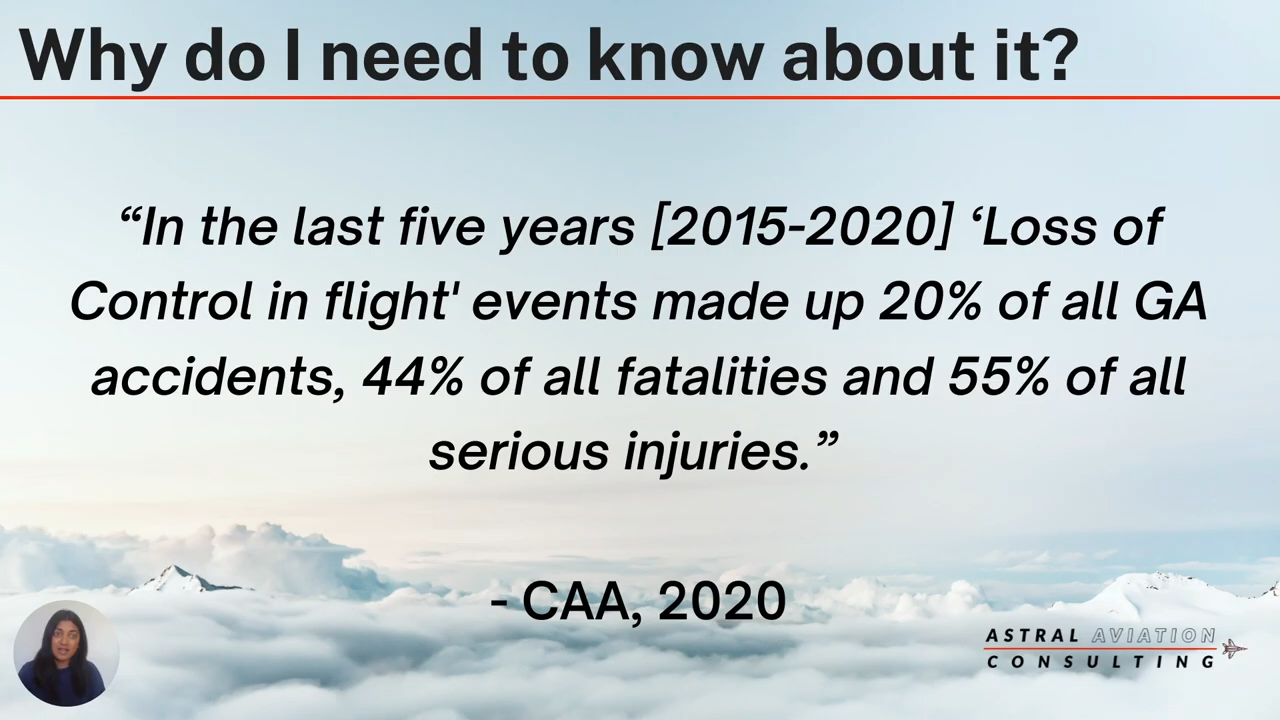 Why do I need to know about it?
“In the last five years [2015-2020] ‘Loss of
Control in flight' events made up 20% of all GA
accidents, 44% of all fatalities and 55% of all
serious injuries.”
- CAA, 2020
ASTRAL AVIATION
CONSULTING